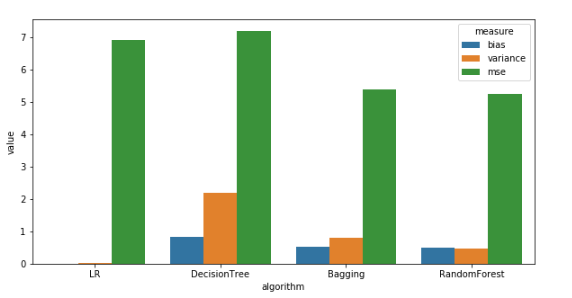 measure
bias
variance
mse
7
6
5
4
3
2
1
0
value
LR
DecisionTree
Bagging
RandomForest
algorithm